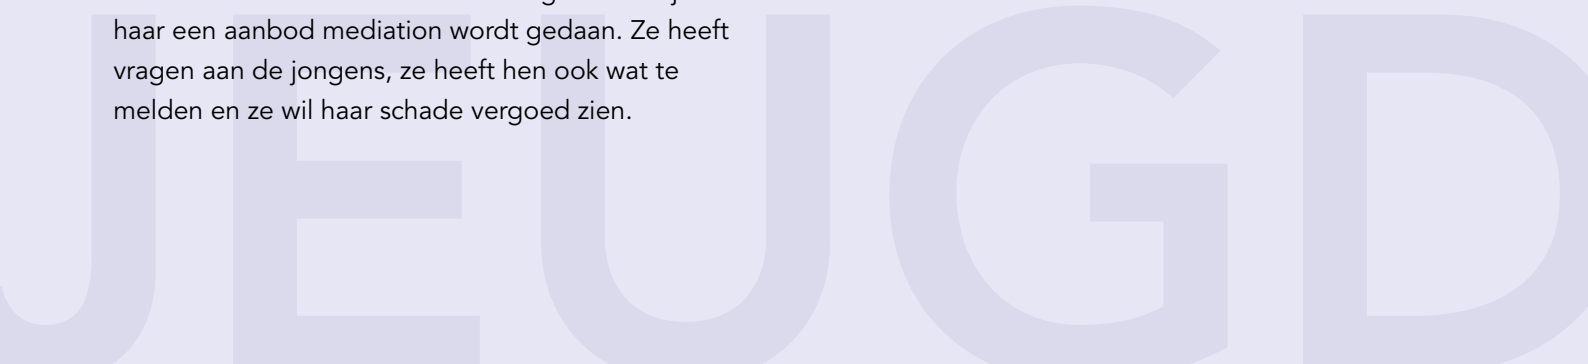 haar een aanbod mediation wordt gedaan. Ze heeft
vragen aan de jongens, ze heeft hen ook wat te
melden en ze wil haar schade vergoed zien.
JEUGD